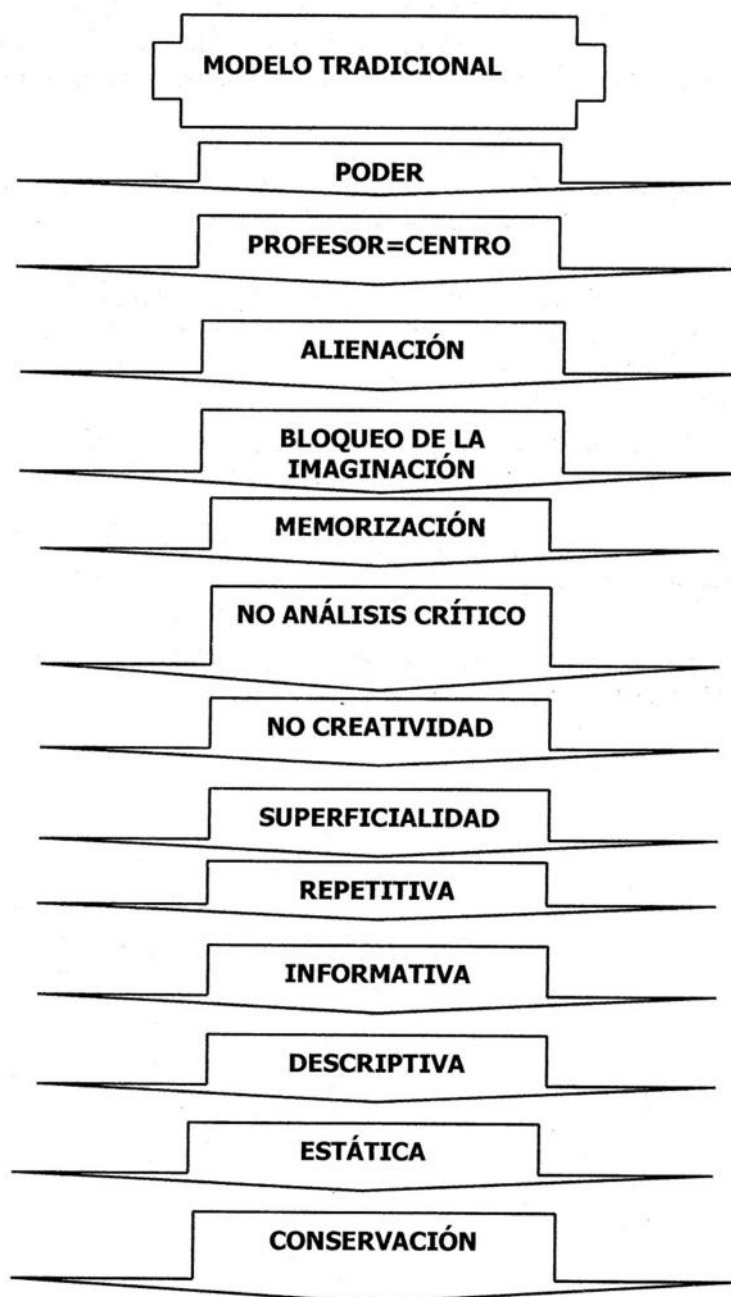 MODELO TRADICIONAL
PODER
PROFESOR=CENTRO
ALIENACIÓN
BLOQUEO DE LA
IMAGINACIÓN
MEMORIZACIÓN
NO ANÁLISIS CRÍTICO
NO CREATIVIDAD
SUPERFICIALIDAD
REPETITIVA
INFORMATIVA
DESCRIPTIVA
ESTÁTICA
CONSERVACIÓN